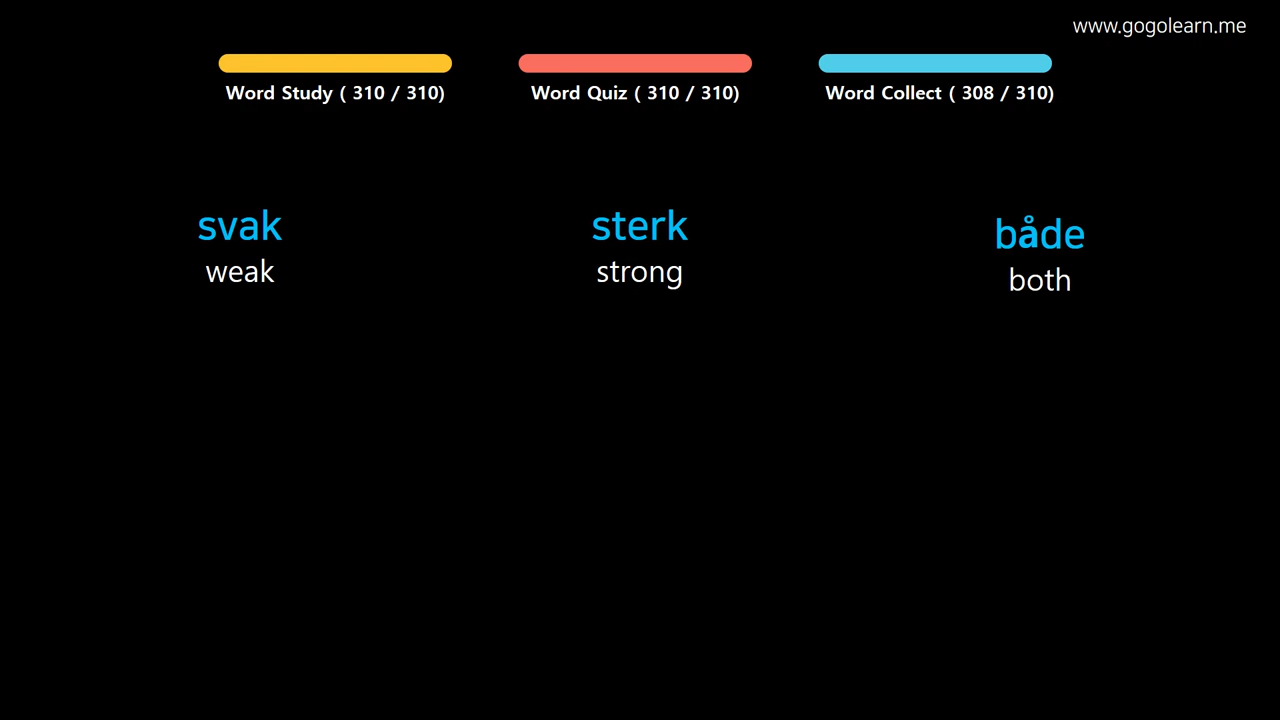 www.gogolearn.me
Word Study ( 310 / 310)
Word Quiz ( 310 / 310)
Word Collect ( 308 / 310)
svak
weak
sterk
strong
både
both